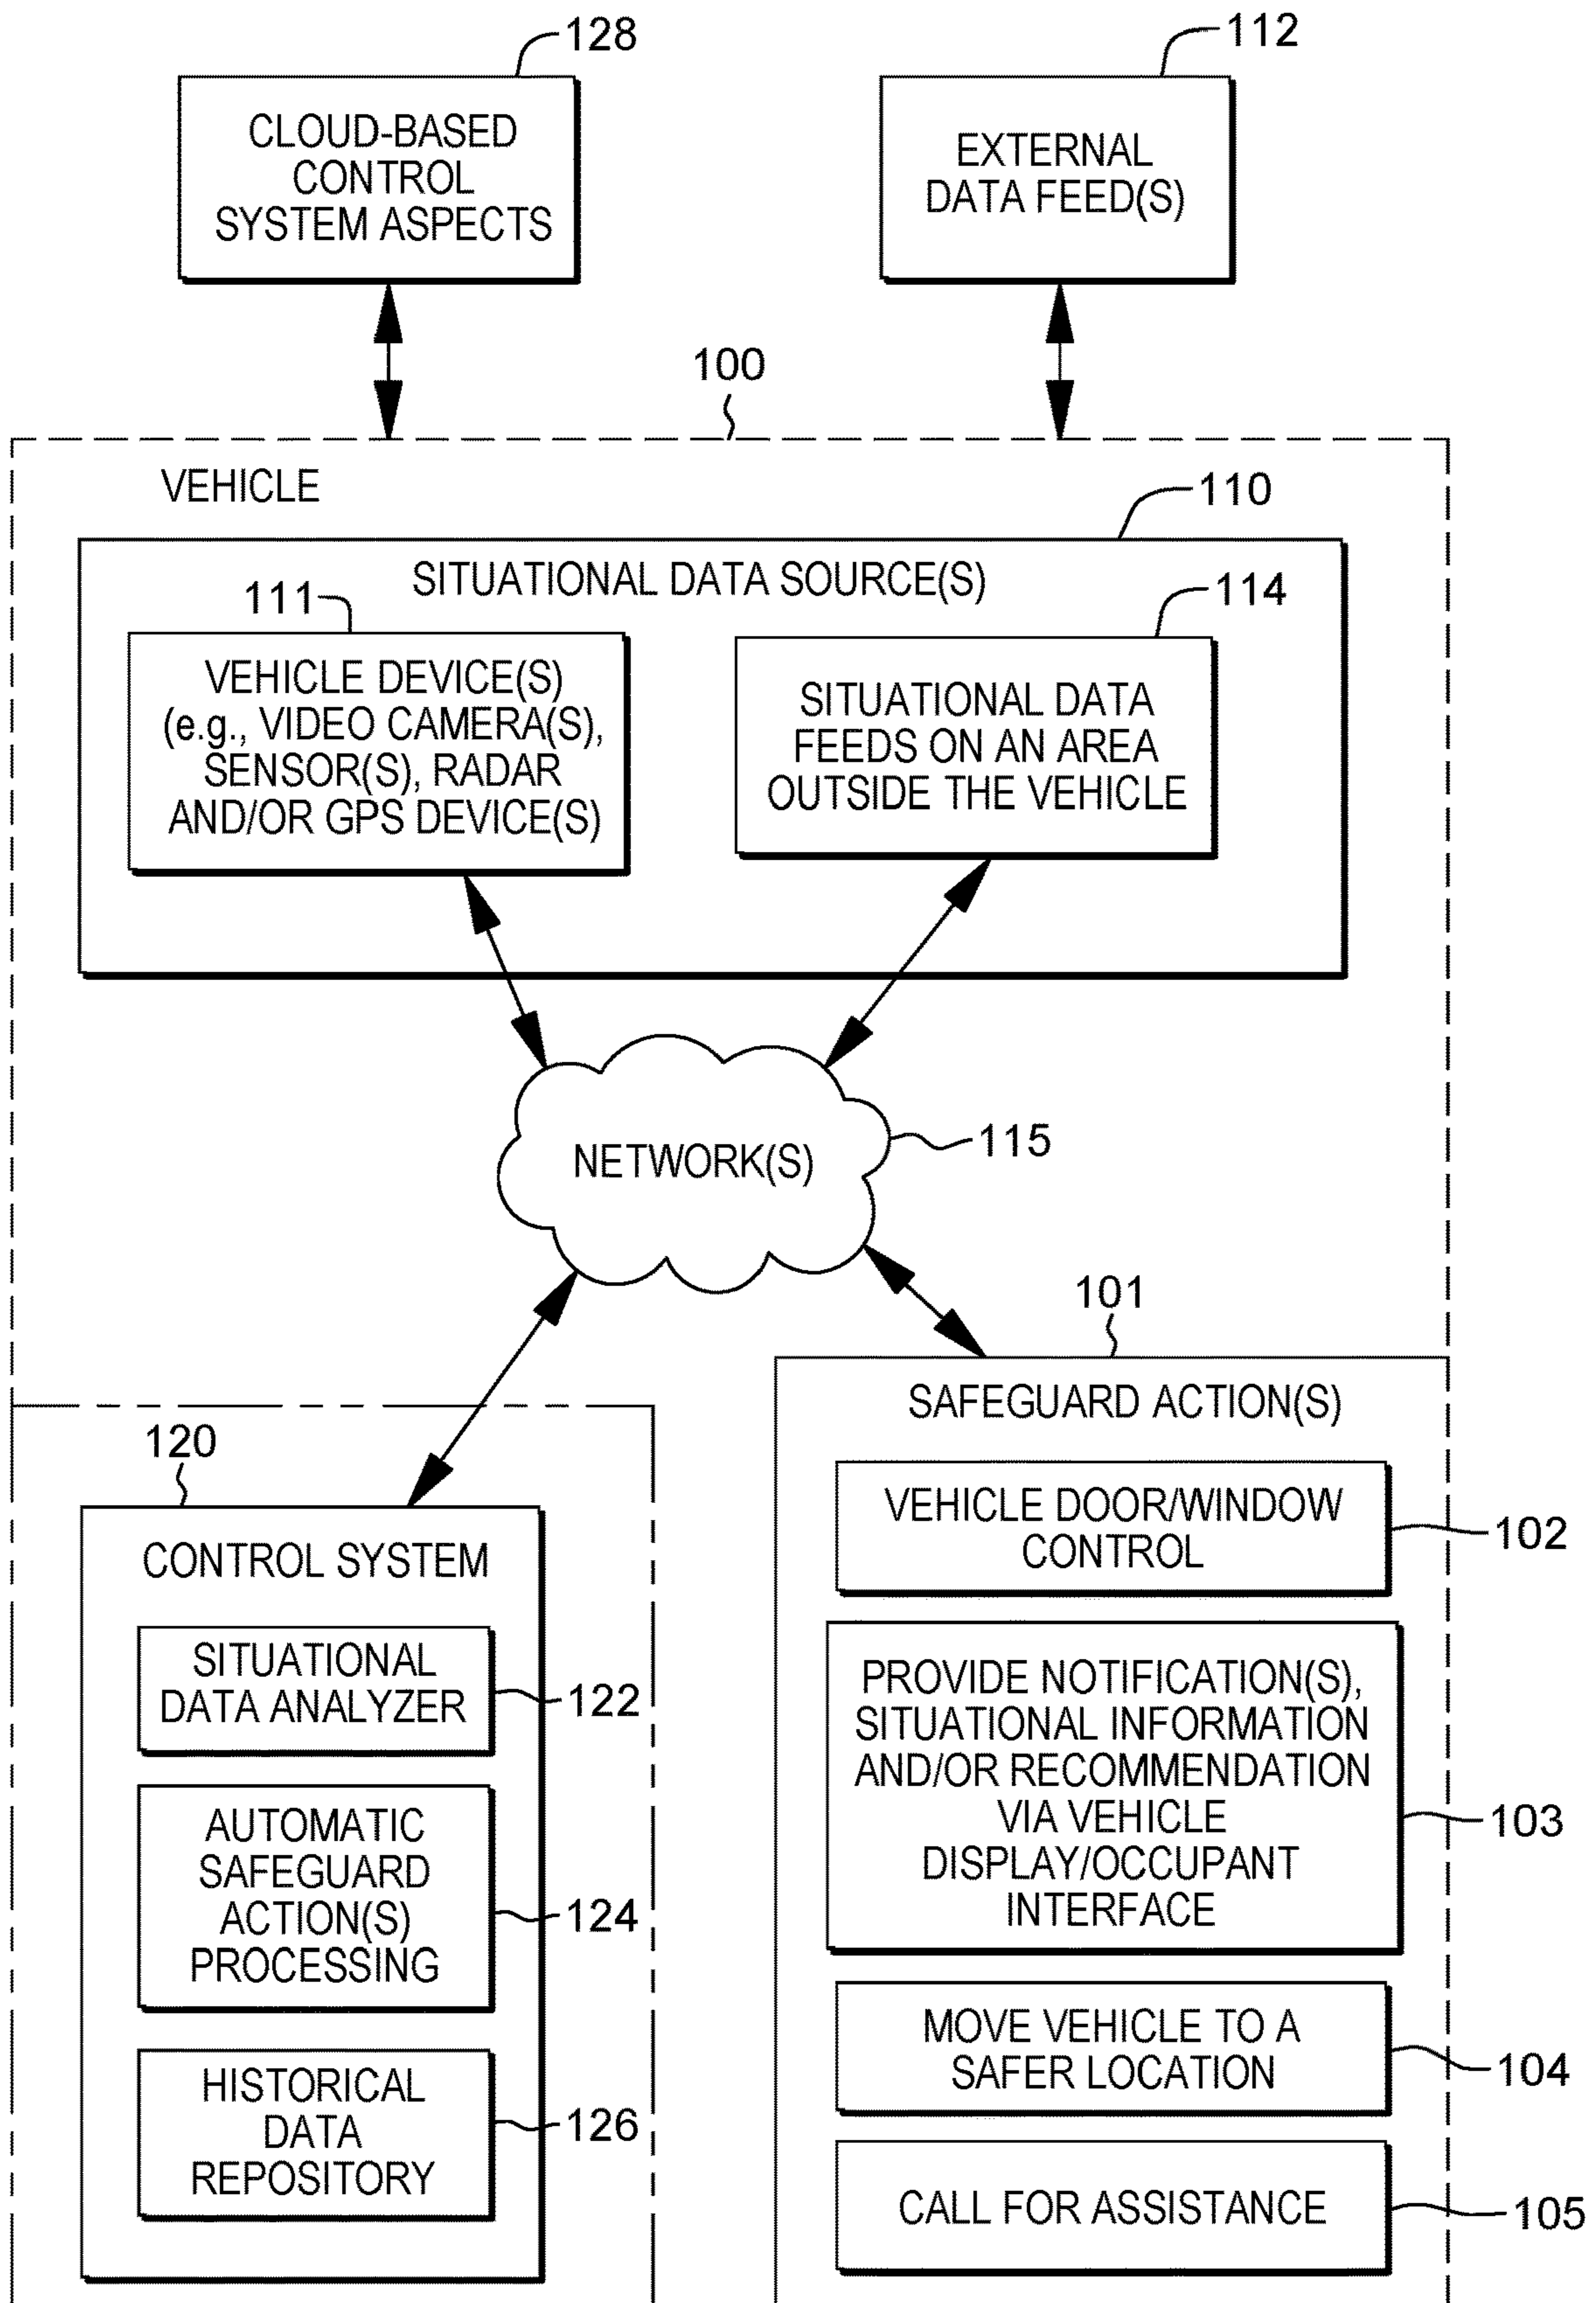 128
CLOUD-BASED
CONTROL
SYSTEM ASPECTS
112
EXTERNAL
DATA FEED(S)
100
VEHICLE
110
SITUATIONAL DATA SOURCE(S)
111
VEHICLE DEVICE(S)
(e.g., VIDEO CAMERA(S),
SENSOR(S), RADAR
AND/OR GPS DEVICE(S)
114
SITUATIONAL DATA
FEEDS ON AN AREA
OUTSIDE THE VEHICLE
NETWORK(S)
115
120
CONTROL SYSTEM
SITUATIONAL
DATA ANALYZER
122
AUTOMATIC
SAFEGUARD
ACTION(S)
PROCESSING
124
HISTORICAL
DATA
REPOSITORY
126
101
SAFEGUARD ACTION(S)
VEHICLE DOOR/WINDOW
CONTROL
102
PROVIDE NOTIFICATION(S),
SITUATIONAL INFORMATION
AND/OR RECOMMENDATION
VIA VEHICLE
DISPLAY/OCCUPANT
INTERFACE
103
MOVE VEHICLE TO A
SAFER LOCATION
104
CALL FOR ASSISTANCE
105